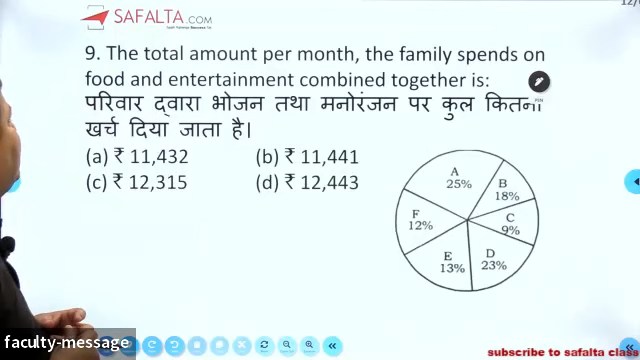 SAFALTA.COM
9. The total amount per month, the family spends on
food and entertainment combined together is:
परिवार द्वारा भोजन तथा मनोरंजन पर कुल कितना
खर्च दिया जाता है।
(a) ₹ 11,432 (b) ₹ 11,441
(c) ₹ 12,315 (d) ₹ 12,443
A
25%
B
18%
C
9%
D
23%
E
13%
F
12%
faculty-message
subscribe to safalta class